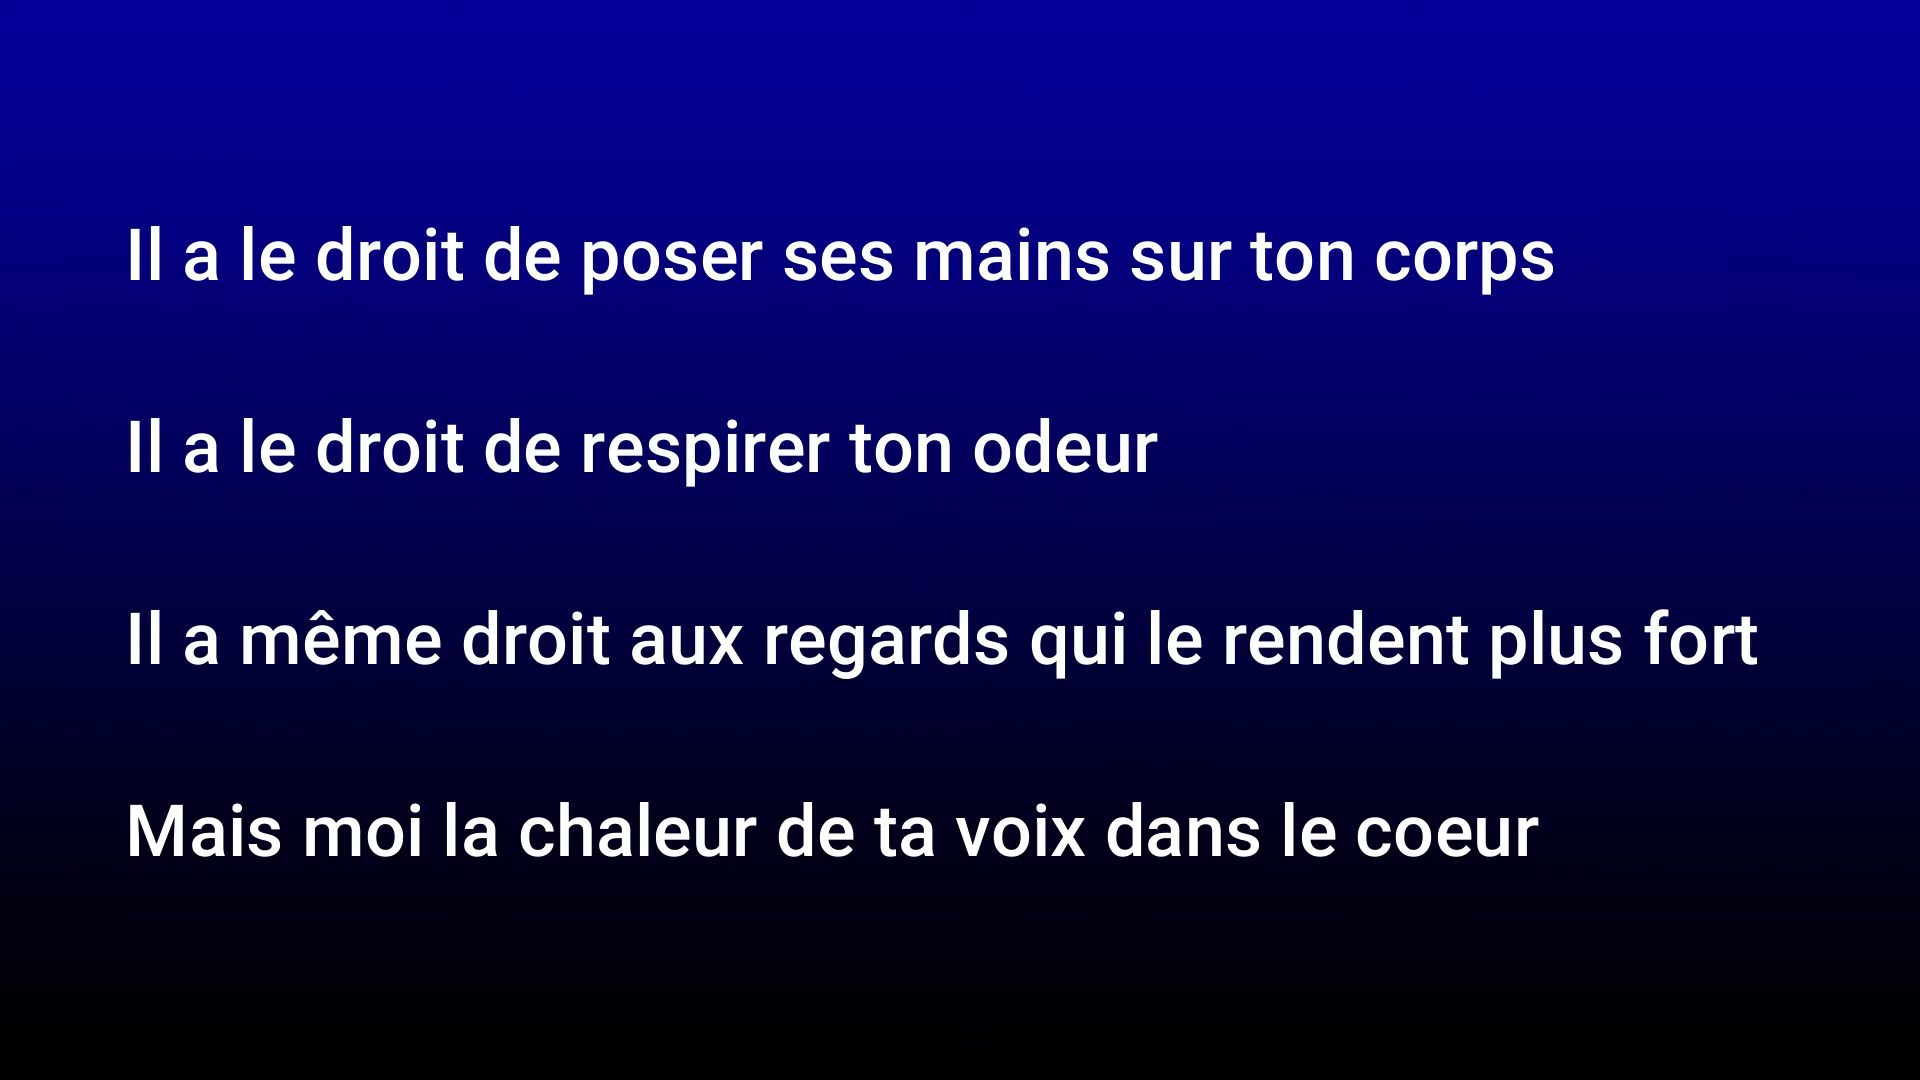 Il a le droit de poser ses mains sur ton corps
Il a le droit de respirer ton odeur
Il a même droit aux regards qui le rendent plus fort
Mais moi la chaleur de ta voix dans le coeur